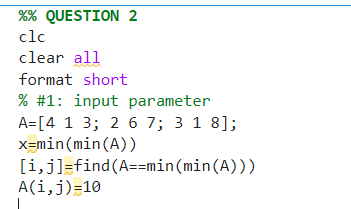 %% QUESTION 2
clc
clear all
format short
% #1: input parameter
A=[4 1 3; 2 6 7; 3 1 8];
x=min(min(A))
[i,j]=find(A==min(min(A)))
A(i,j)=10